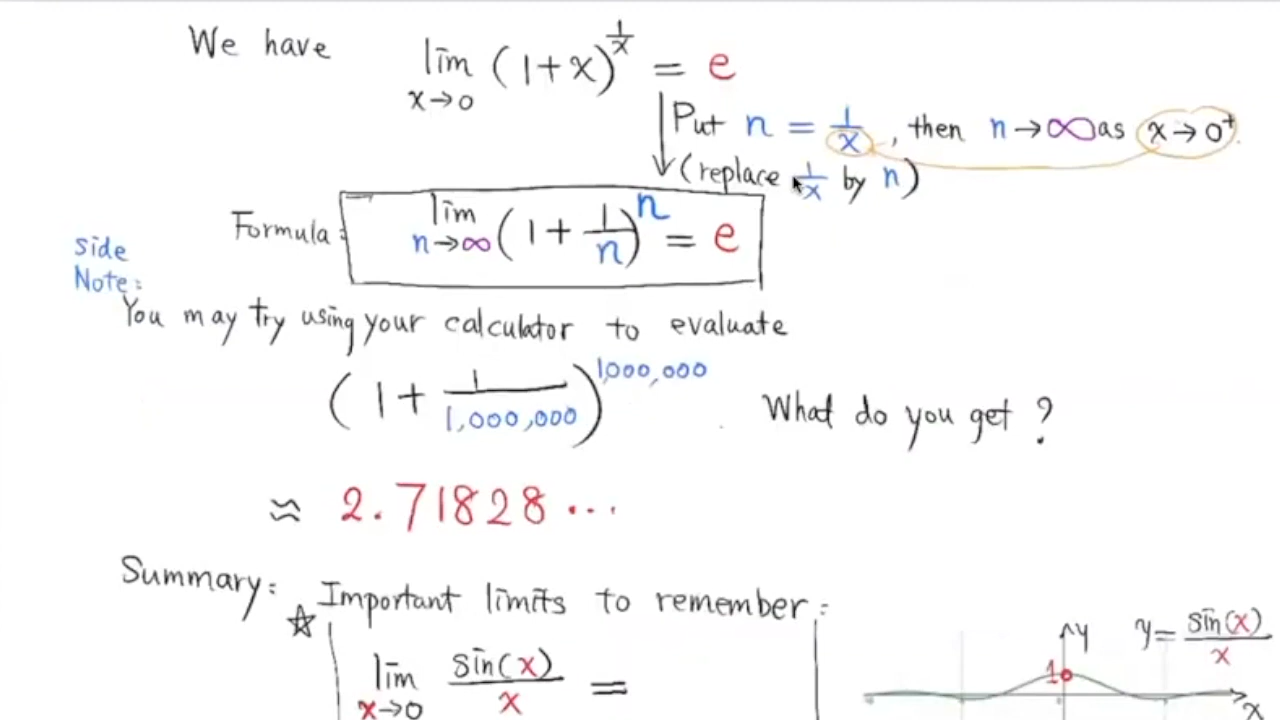 We have lim x→0 (1+x)^(1/x) = e
Put n = 1/x, then n→∞ as x→0⁺.
(replace 1/x by n)
Formula: lim n→∞ (1+1/n)^n = e
Side
Note:
You may try using your calculator to evaluate
(1+1/1,000,000)^1,000,000 . What do you get?
≈ 2.71828...
Summary:
☆ Important limits to remember:
lim x→0 sin(x)/x =
y
y = sin(x)/x
1
x